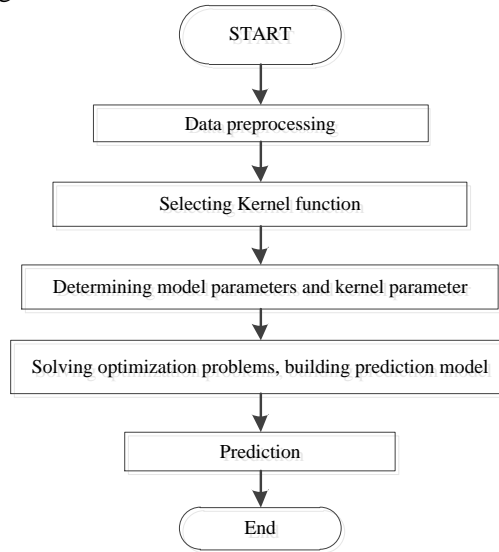 START
Data preprocessing
Selecting Kernel function
Determining model parameters and kernel parameter
Solving optimization problems, building prediction model
Prediction
End